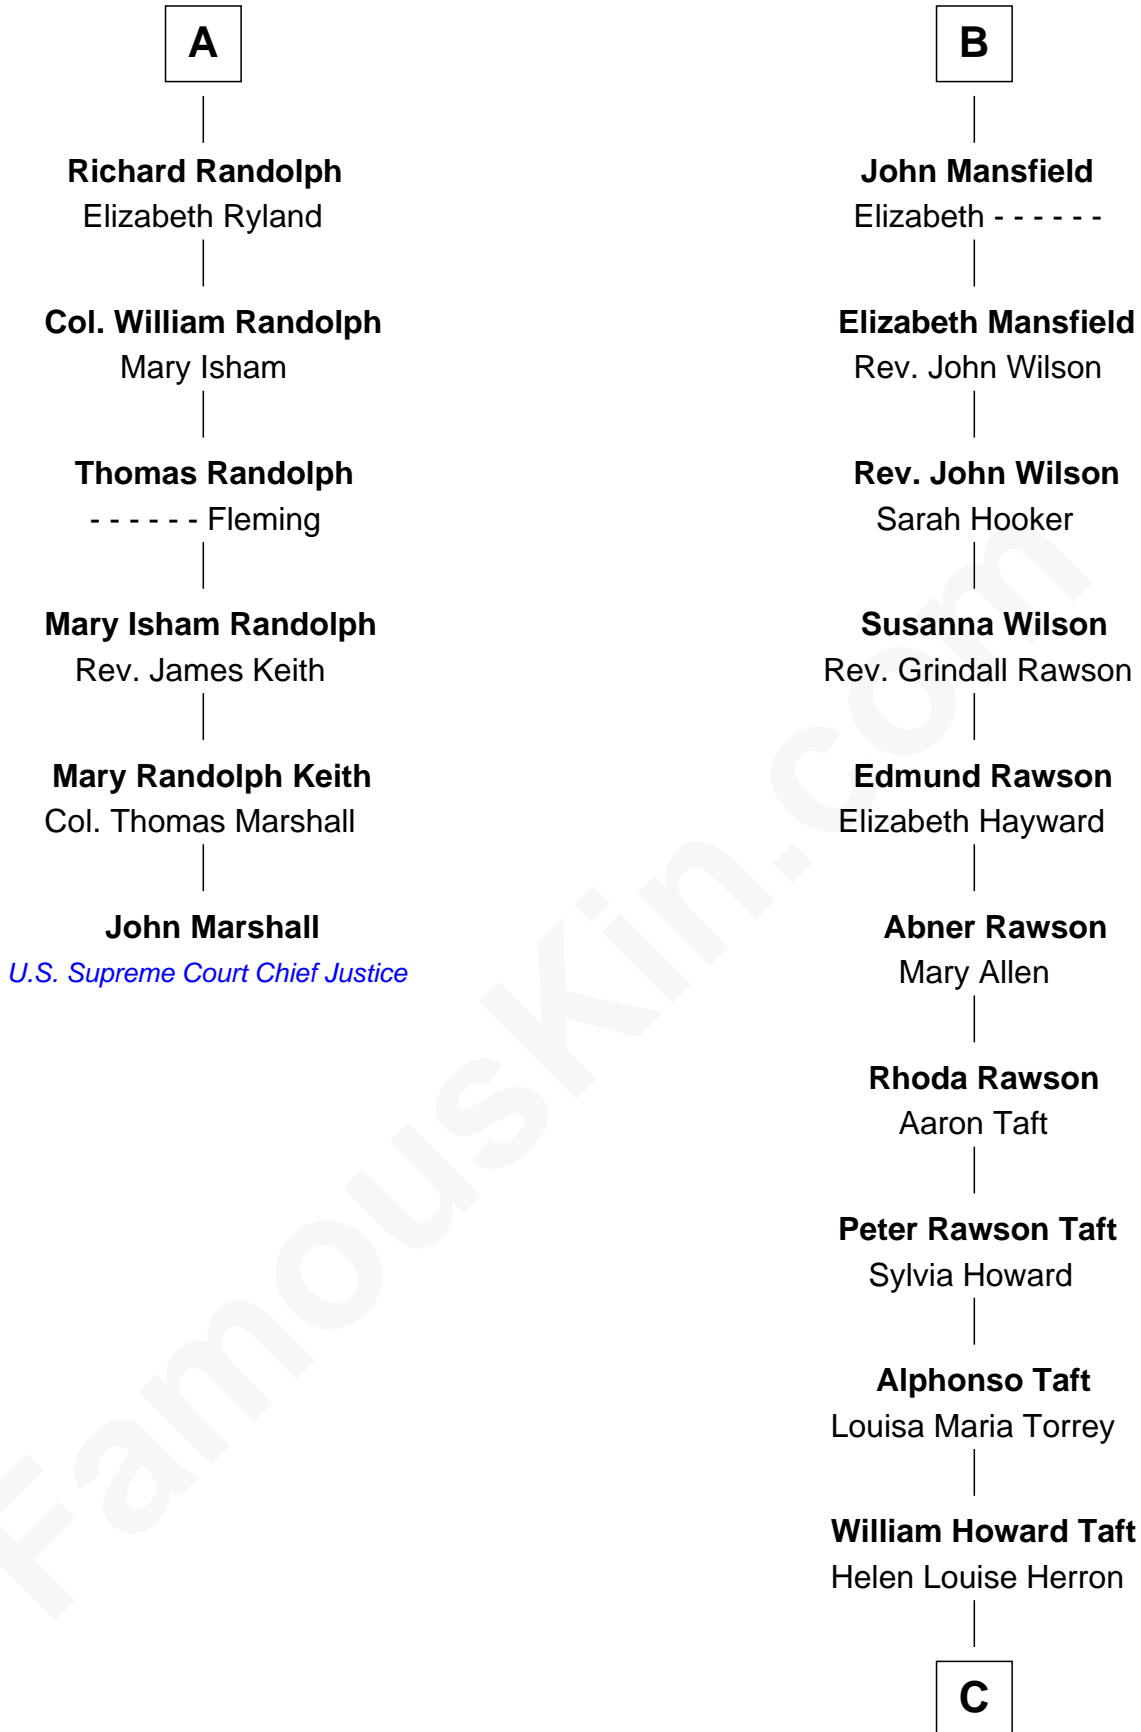 A
Richard Randolph
Elizabeth Ryland
Col. William Randolph
Mary Isham
Thomas Randolph
- - - - - - Fleming
Mary Isham Randolph
Rev. James Keith
Mary Randolph Keith
Col. Thomas Marshall
John Marshall
U.S. Supreme Court Chief Justice
B
John Mansfield
Elizabeth - - - - - -
Elizabeth Mansfield
Rev. John Wilson
Rev. John Wilson
Sarah Hooker
Susanna Wilson
Rev. Grindall Rawson
Edmund Rawson
Elizabeth Hayward
Abner Rawson
Mary Allen
Rhoda Rawson
Aaron Taft
Peter Rawson Taft
Sylvia Howard
Alphonso Taft
Louisa Maria Torrey
William Howard Taft
Helen Louise Herron
C
FamousKin.com